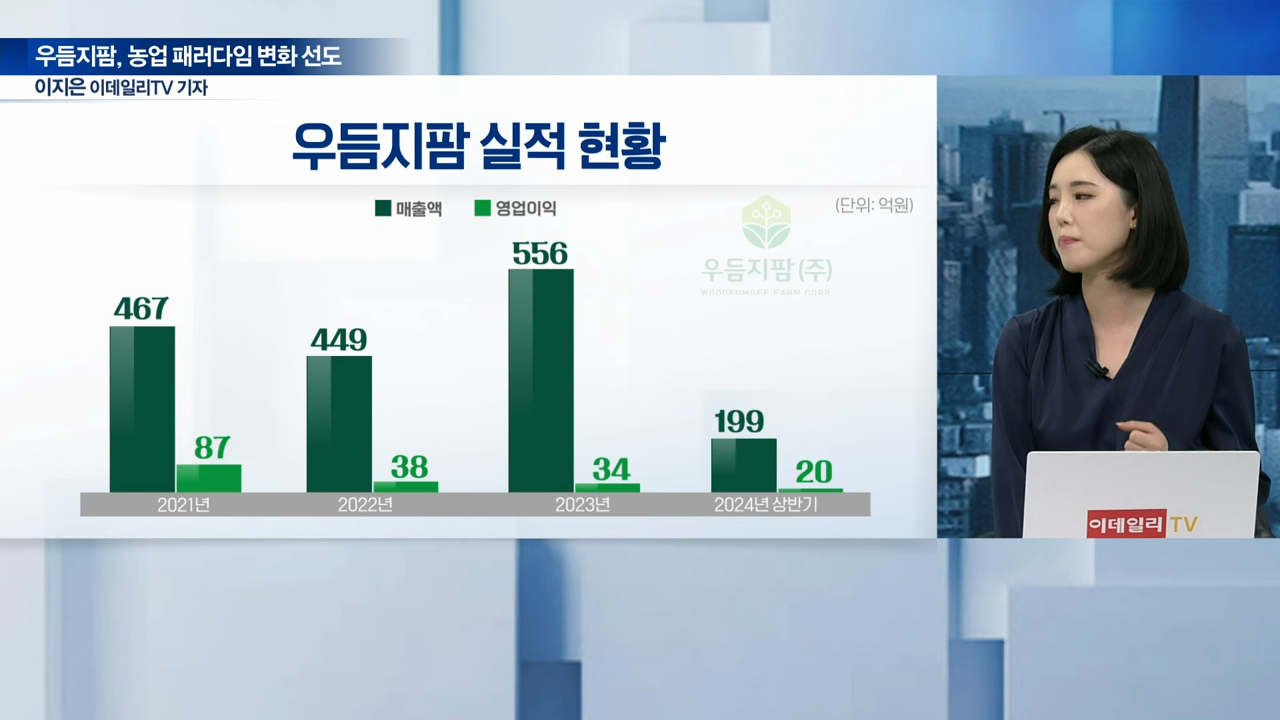 우듬지팜, 농업 패러다임 변화 선도
이지은 이데일리TV 기자
우듬지팜 실적 현황
매출액 영업이익
(단위: 억원)
우듬지팜(주)
WOODEUMGEE FARM CORP
467
87
449
38
556
34
199
20
2021년 2022년 2023년 2024년 상반기
이데일리 TV